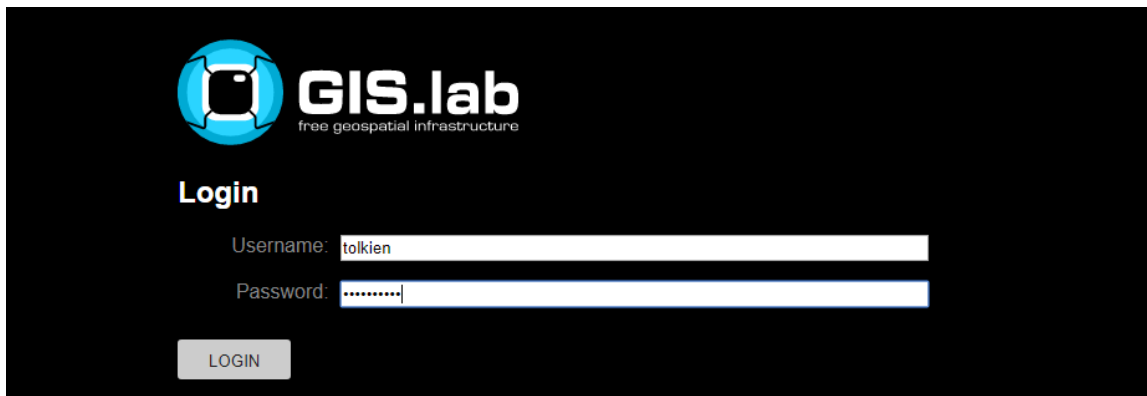 GIS.lab
free geospatial infrastructure
Login
Username: tolkien
Password: ••••••••••
LOGIN